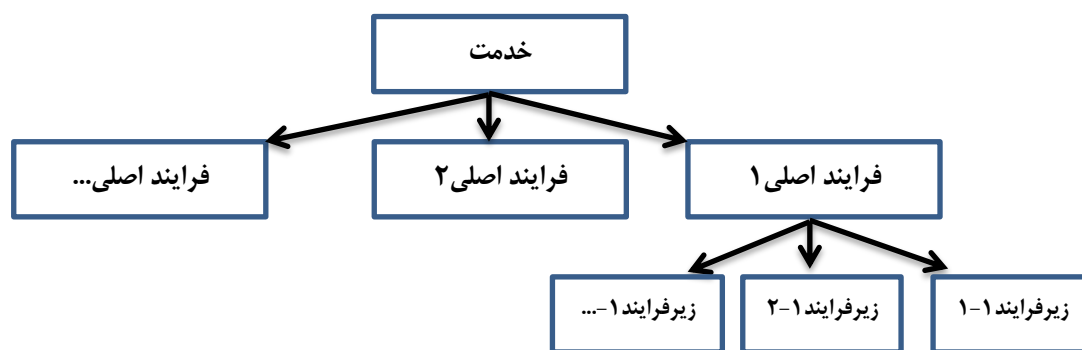 خدمت
فرایند اصلی۱
فرایند اصلی۲
فرایند اصلی...
زیرفرایند۱-۱
زیرفرایند۱-۲
زیرفرایند۱-...